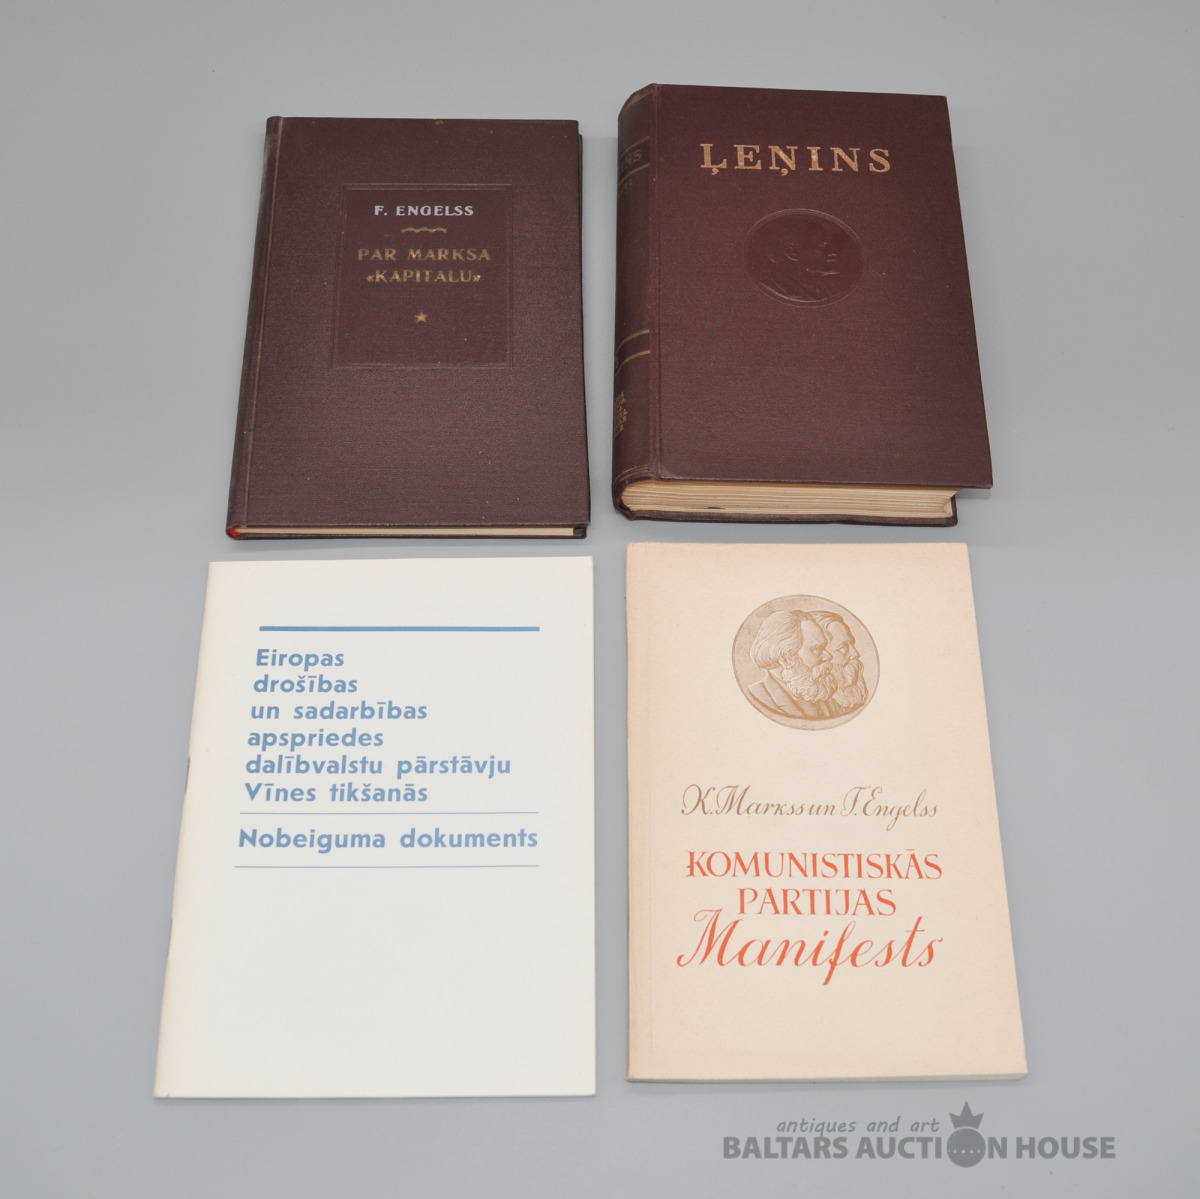 F. ENGELSS
PAR MARKSA
«KAPITALU»
ĻEŅINS
Eiropas
drošības
un sadarbības
apspriedes
dalībvalstu pārstāvju
Vīnes tikšanās
Nobeiguma dokuments
K. Markss un F. Engelss
KOMUNISTISKĀS
PARTIJAS
Manifests
antiques and art
BALTARS AUCTION HOUSE